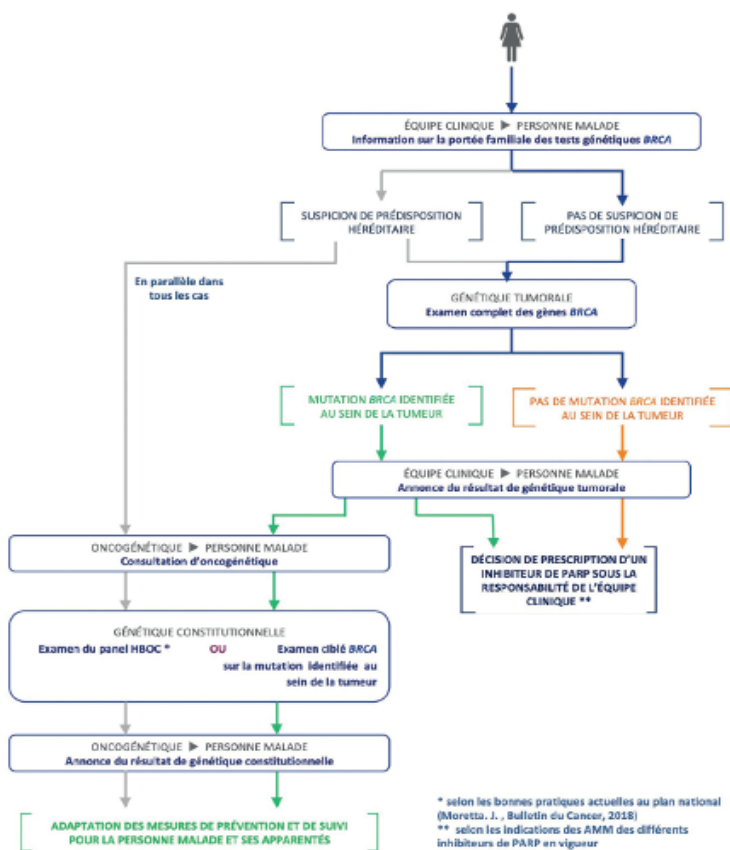 ÉQUIPE CLINIQUE ▶ PERSONNE MALADE
Information sur la portée familiale des tests génétiques BRCA
SUSPICION DE PRÉDISPOSITION
HÉRÉDITAIRE
PAS DE SUSPICION DE
PRÉDISPOSITION HÉRÉDITAIRE
En parallèle dans
tous les cas
GÉNÉTIQUE TUMORALE
Examen complet des gènes BRCA
MUTATION BRCA IDENTIFIÉE
AU SEIN DE LA TUMEUR
PAS DE MUTATION BRCA IDENTIFIÉE
AU SEIN DE LA TUMEUR
ÉQUIPE CLINIQUE ▶ PERSONNE MALADE
Annonce du résultat de génétique tumorale
ONCOGÉNÉTIQUE ▶ PERSONNE MALADE
Consultation d'oncogénétique
DÉCISION DE PRESCRIPTION D'UN
INHIBITEUR DE PARP SOUS LA
RESPONSABILITÉ DE L'ÉQUIPE
CLINIQUE **
GÉNÉTIQUE CONSTITUTIONNELLE
Examen du panel HBOC * OU Examen ciblé BRCA
sur la mutation identifiée au
sein de la tumeur
ONCOGÉNÉTIQUE ▶ PERSONNE MALADE
Annonce du résultat de génétique constitutionnelle
ADAPTATION DES MESURES DE PRÉVENTION ET DE SUIVI
POUR LA PERSONNE MALADE ET SES APPARENTÉS
* selon les bonnes pratiques actuelles au plan national
(Moretta. J. , Bulletin du Cancer, 2018)
** selon les indications des AMM des différents
inhibiteurs de PARP en vigueur